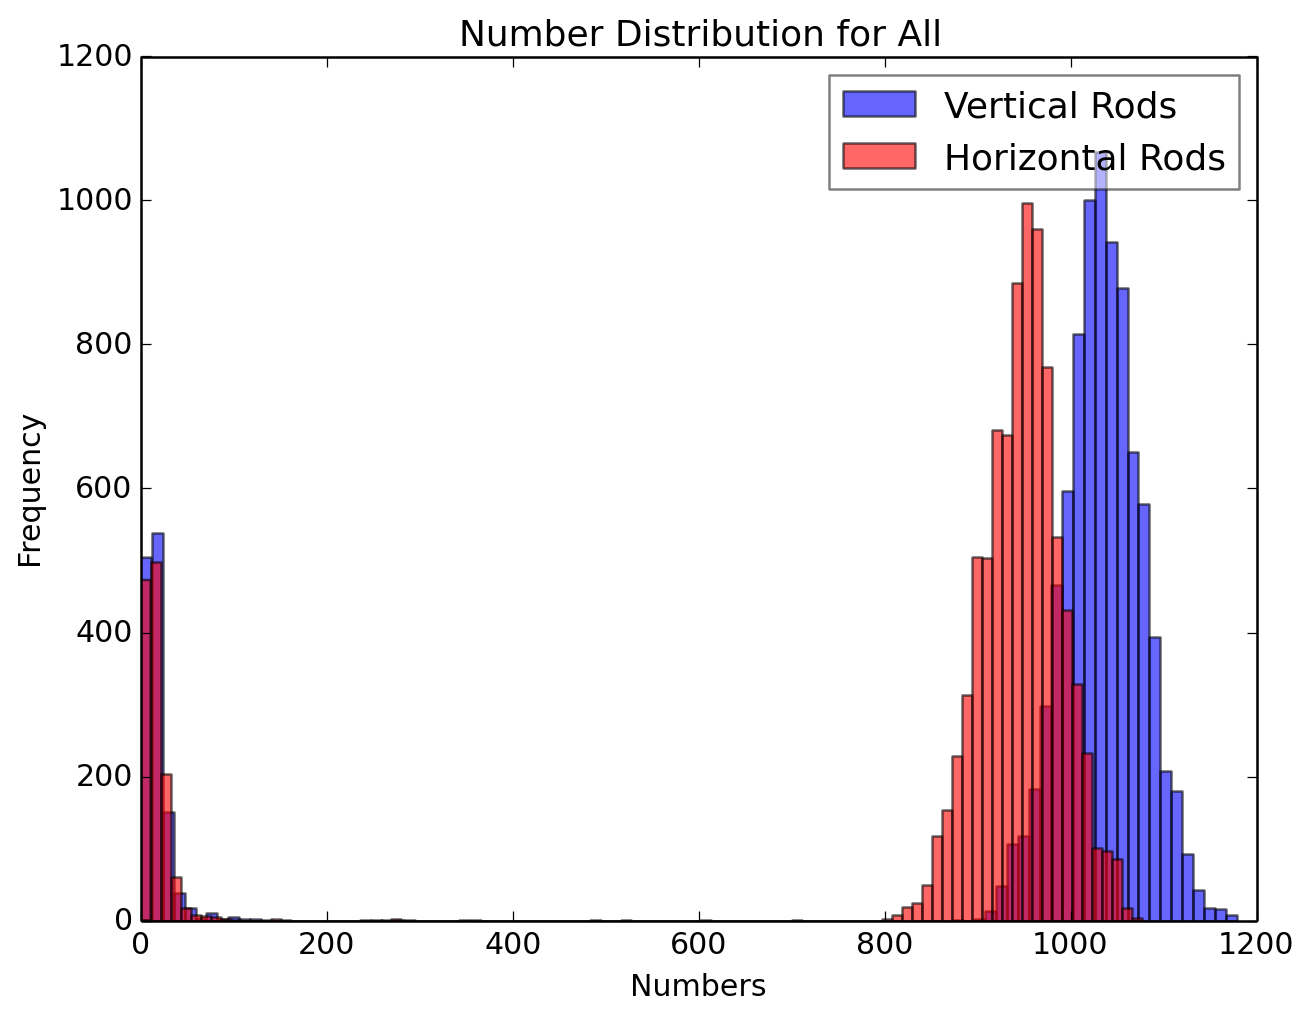 Number Distribution for All
1200
1000
800
600
400
200
0
Frequency
Vertical Rods
Horizontal Rods
0 200 400 600 800 1000 1200
Numbers